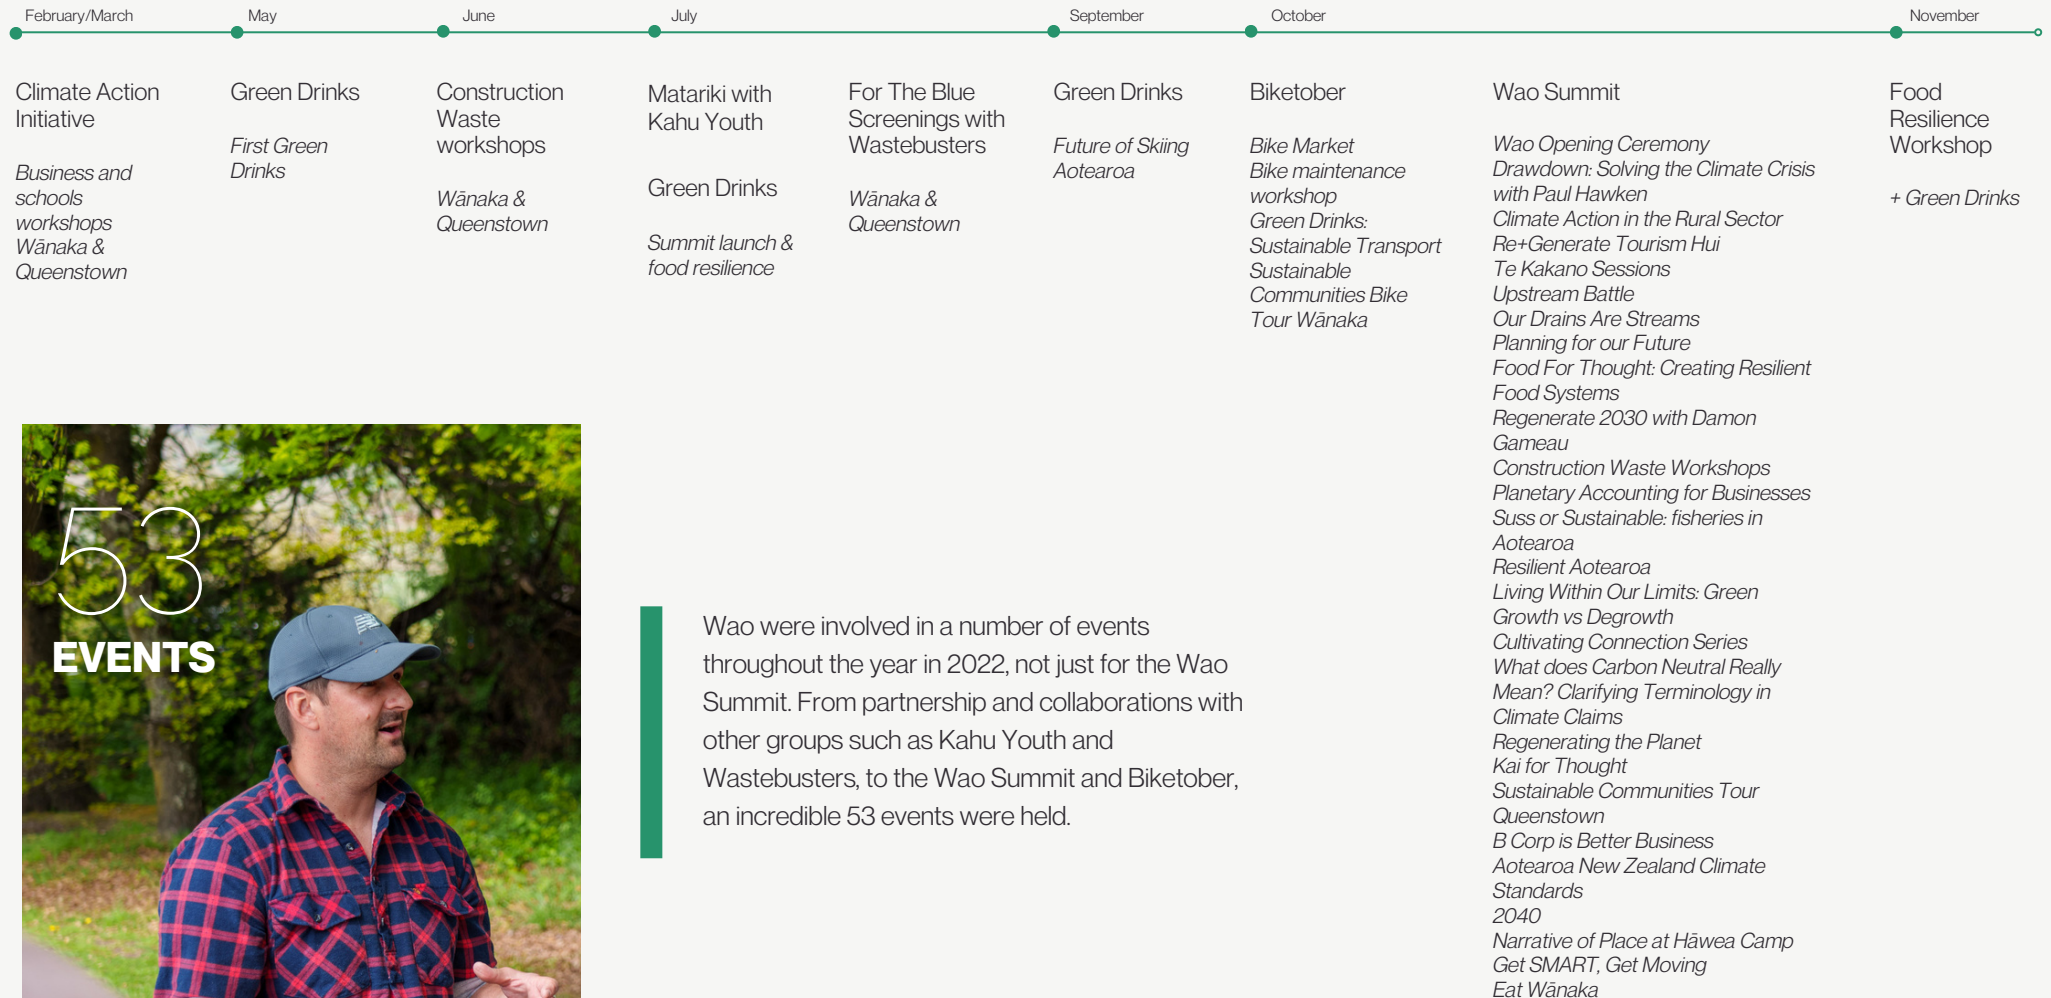 February/March
May
June
July
September
October
November
Climate Action
Initiative
Business and
schools
workshops
Wānaka &
Queenstown
Green Drinks
First Green
Drinks
Construction
Waste
workshops
Wānaka &
Queenstown
Matariki with
Kahu Youth
Green Drinks
Summit launch &
food resilience
For The Blue
Screenings with
Wastebusters
Wānaka &
Queenstown
Green Drinks
Future of Skiing
Aotearoa
Biketober
Bike Market
Bike maintenance
workshop
Green Drinks:
Sustainable Transport
Sustainable
Communities Bike
Tour Wānaka
Wao Summit
Wao Opening Ceremony
Drawdown: Solving the Climate Crisis
with Paul Hawken
Climate Action in the Rural Sector
Re+Generate Tourism Hui
Te Kakano Sessions
Upstream Battle
Our Drains Are Streams
Planning for our Future
Food For Thought: Creating Resilient
Food Systems
Regenerate 2030 with Damon
Gameau
Construction Waste Workshops
Planetary Accounting for Businesses
Suss or Sustainable: fisheries in
Aotearoa
Resilient Aotearoa
Living Within Our Limits: Green
Growth vs Degrowth
Cultivating Connection Series
What does Carbon Neutral Really
Mean? Clarifying Terminology in
Climate Claims
Regenerating the Planet
Kai for Thought
Sustainable Communities Tour
Queenstown
B Corp is Better Business
Aotearoa New Zealand Climate
Standards
2040
Narrative of Place at Hāwea Camp
Get SMART, Get Moving
Eat Wānaka
Food
Resilience
Workshop
+ Green Drinks
53
EVENTS
Wao were involved in a number of events
throughout the year in 2022, not just for the Wao
Summit. From partnership and collaborations with
other groups such as Kahu Youth and
Wastebusters, to the Wao Summit and Biketober,
an incredible 53 events were held.